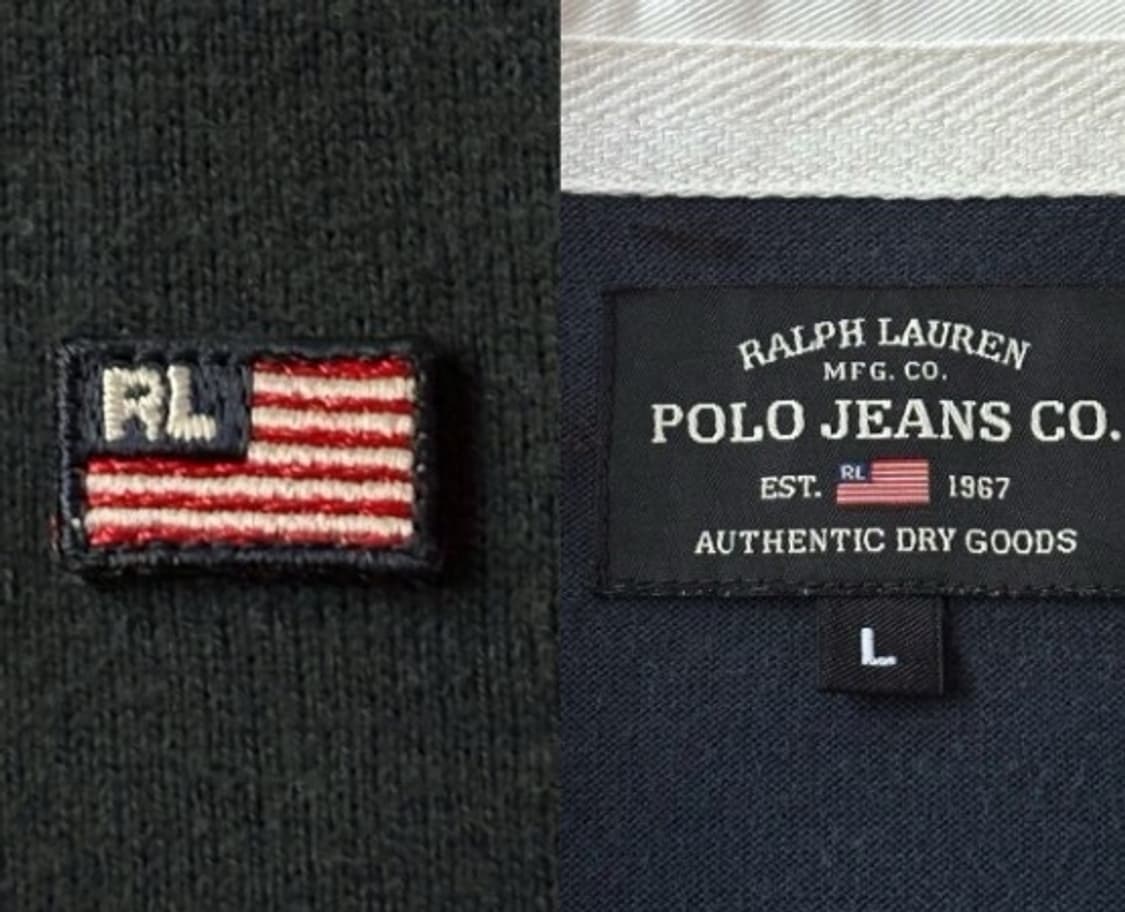 RL
RALPH LAUREN
MFG. CO.
POLO JEANS CO.
EST. RL 1967
AUTHENTIC DRY GOODS
L